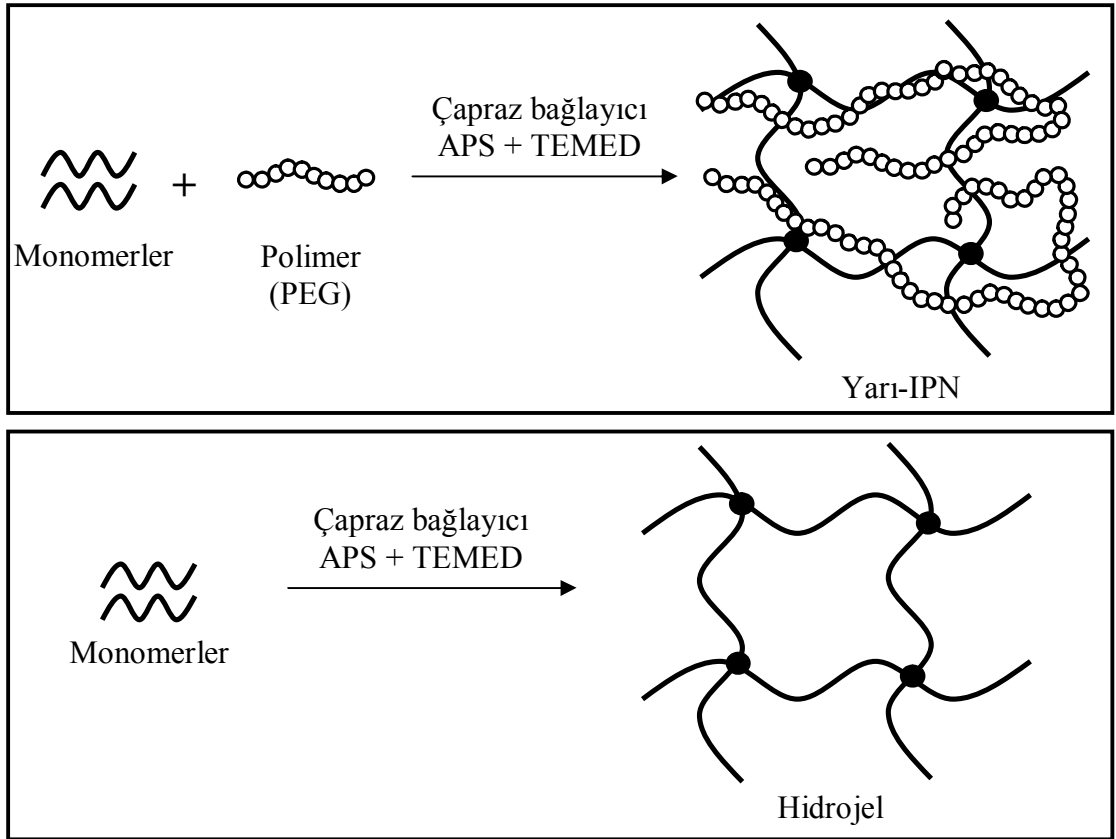 Çapraz bağlayıcı
APS + TEMED
+
Monomerler
Polimer
(PEG)
Yarı-IPN
Çapraz bağlayıcı
APS + TEMED
Monomerler
Hidrojel